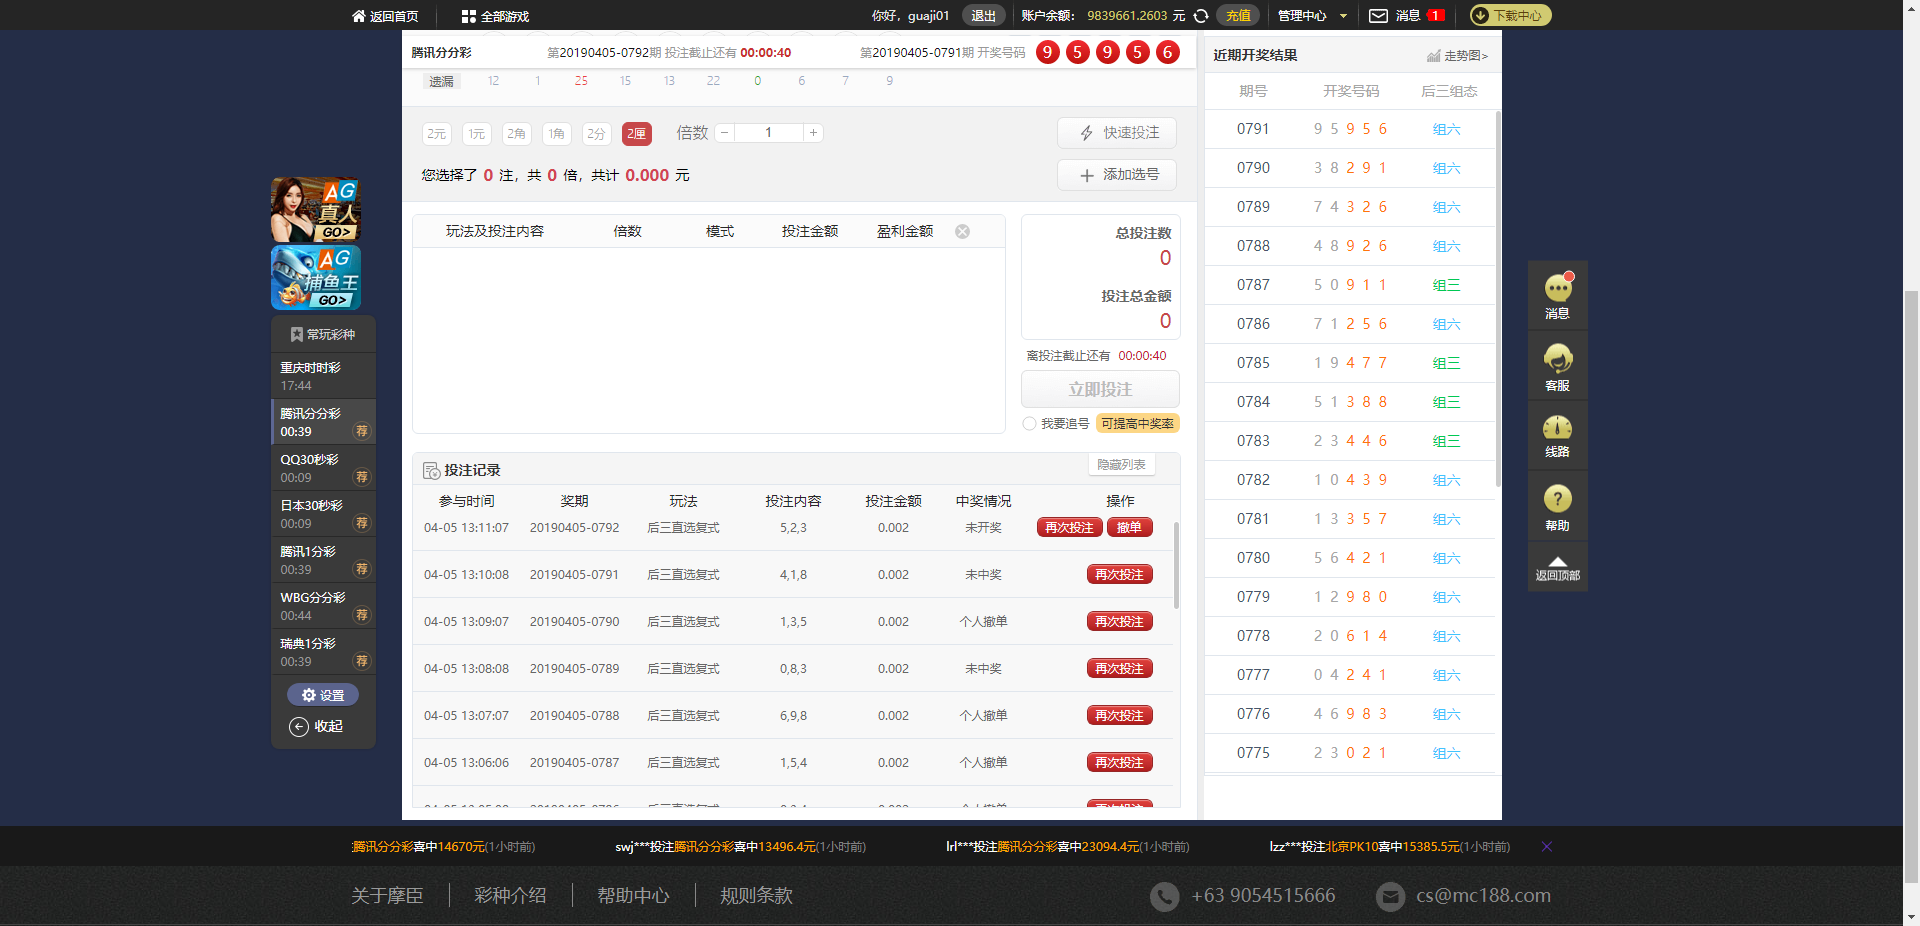 返回首页 全部游戏 你好，guaji01 退出 账户余额： 9839661.2603 元 充值 管理中心 消息 1 下载中心
腾讯分分彩 第20190405-0792期 投注截止还有 00:00:40 第20190405-0791期 开奖号码 9 5 9 5 6
遗漏 12 1 25 15 13 22 0 6 7 9
2元 1元 2角 1角 2分 2厘 倍数 − 1 + 快速投注
您选择了 0 注，共 0 倍，共计 0.000 元 添加选号
玩法及投注内容 倍数 模式 投注金额 盈利金额
总投注数
0
投注总金额
0
离投注截止还有 00:00:40
立即投注
我要追号 可提高中奖率
投注记录 隐藏列表
参与时间 奖期 玩法 投注内容 投注金额 中奖情况 操作
04-05 13:11:07 20190405-0792 后三直选复式 5,2,3 0.002 未开奖 再次投注 撤单
04-05 13:10:08 20190405-0791 后三直选复式 4,1,8 0.002 未中奖 再次投注
04-05 13:09:07 20190405-0790 后三直选复式 1,3,5 0.002 个人撤单 再次投注
04-05 13:08:08 20190405-0789 后三直选复式 0,8,3 0.002 未中奖 再次投注
04-05 13:07:07 20190405-0788 后三直选复式 6,9,8 0.002 个人撤单 再次投注
04-05 13:06:06 20190405-0787 后三直选复式 1,5,4 0.002 个人撤单 再次投注
近期开奖结果 走势图>
期号 开奖号码 后三组态
0791 9 5 9 5 6 组六
0790 3 8 2 9 1 组六
0789 7 4 3 2 6 组六
0788 4 8 9 2 6 组六
0787 5 0 9 1 1 组三
0786 7 1 2 5 6 组六
0785 1 9 4 7 7 组三
0784 5 1 3 8 8 组三
0783 2 3 4 4 6 组三
0782 1 0 4 3 9 组六
0781 1 3 3 5 7 组六
0780 5 6 4 2 1 组六
0779 1 2 9 8 0 组六
0778 2 0 6 1 4 组六
0777 0 4 2 4 1 组六
0776 4 6 9 8 3 组六
0775 2 3 0 2 1 组六
AG
真人
GO>
AG
捕鱼王
GO>
常玩彩种
重庆时时彩
17:44
腾讯分分彩
00:39 荐
QQ30秒彩
00:09 荐
日本30秒彩
00:09 荐
腾讯1分彩
00:39 荐
WBG分分彩
00:44 荐
瑞典1分彩
00:39 荐
设置
收起
消息
客服
线路
?
帮助
返回顶部
腾讯分分彩喜中14670元(1小时前) swj***投注腾讯分分彩喜中13496.4元(1小时前) lrl***投注腾讯分分彩喜中23094.4元(1小时前) lzz***投注北京PK10喜中15385.5元(1小时前)
关于摩臣 彩种介绍 帮助中心 规则条款 +63 9054515666 cs@mc188.com